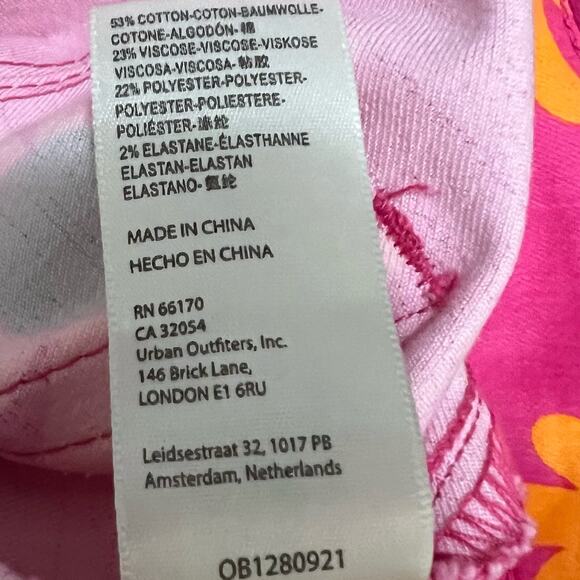 53% COTTON-COTON-BAUMWOLLE-
COTONE-ALGODÓN-棉
23% VISCOSE-VISCOSE-VISKOSE
VISCOSA-VISCOSA-粘胶
22% POLYESTER-POLYESTER-
POLYESTER-POLIESTERE-
POLIÉSTER-涤纶
2% ELASTANE-ÉLASTHANNE
ELASTAN-ELASTAN
ELASTANO-氨纶
MADE IN CHINA
HECHO EN CHINA
RN 66170
CA 32054
Urban Outfitters, Inc.
146 Brick Lane,
LONDON E1 6RU
Leidsestraat 32, 1017 PB
Amsterdam, Netherlands
OB1280921